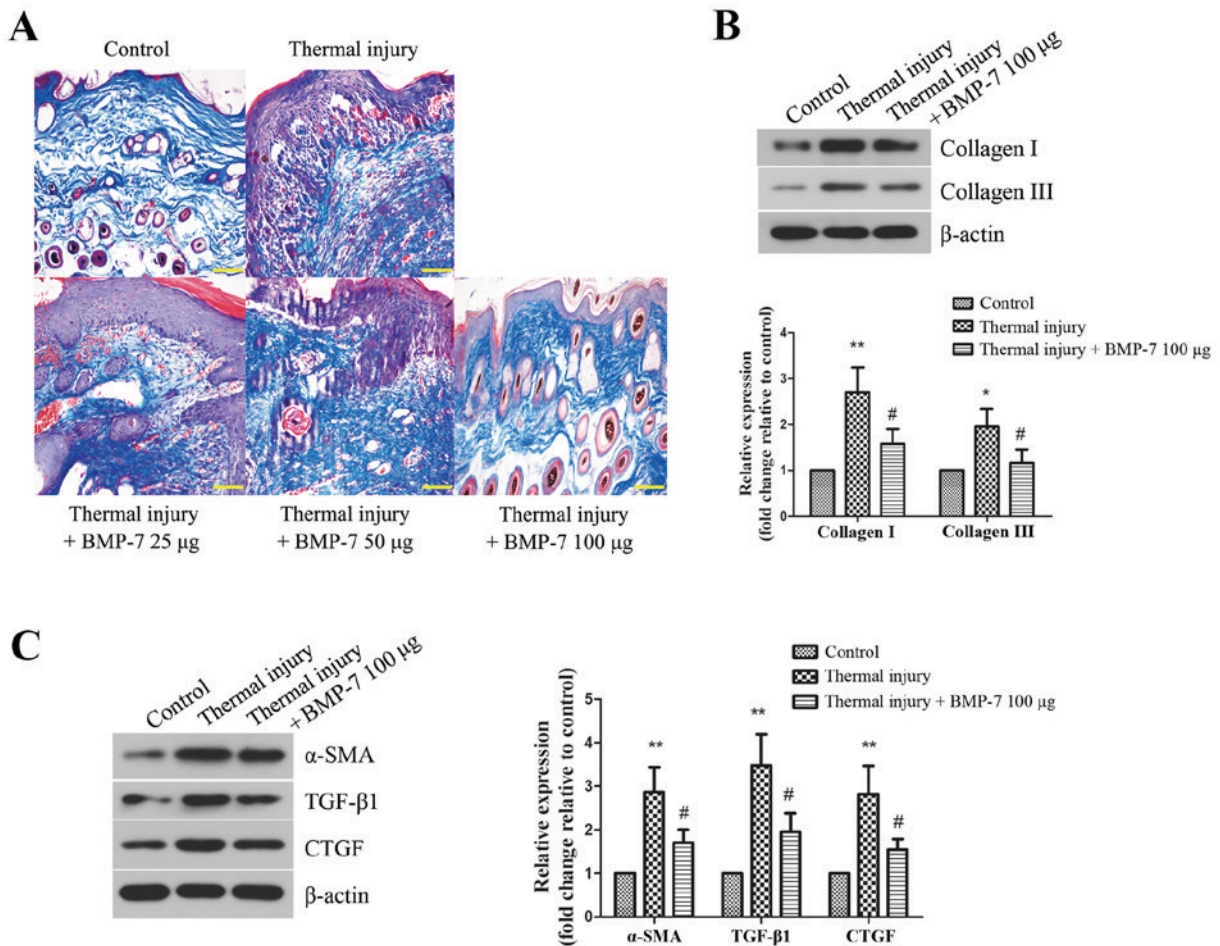 A
Control
Thermal injury
Thermal injury
+ BMP-7 25 μg
Thermal injury
+ BMP-7 50 μg
Thermal injury
+ BMP-7 100 μg
B
Control
Thermal injury
Thermal injury
+ BMP-7 100 μg
Collagen I
Collagen III
β-actin
Control
Thermal injury
Thermal injury + BMP-7 100 μg
Relative expression
(fold change relative to control)
4
3
2
1
0
**
#
*
#
Collagen I
Collagen III
C
Control
Thermal injury
Thermal injury
+ BMP-7 100 μg
α-SMA
TGF-β1
CTGF
β-actin
Control
Thermal injury
Thermal injury + BMP-7 100 μg
Relative expression
(fold change relative to control)
5
4
3
2
1
0
**
#
**
#
**
#
α-SMA
TGF-β1
CTGF